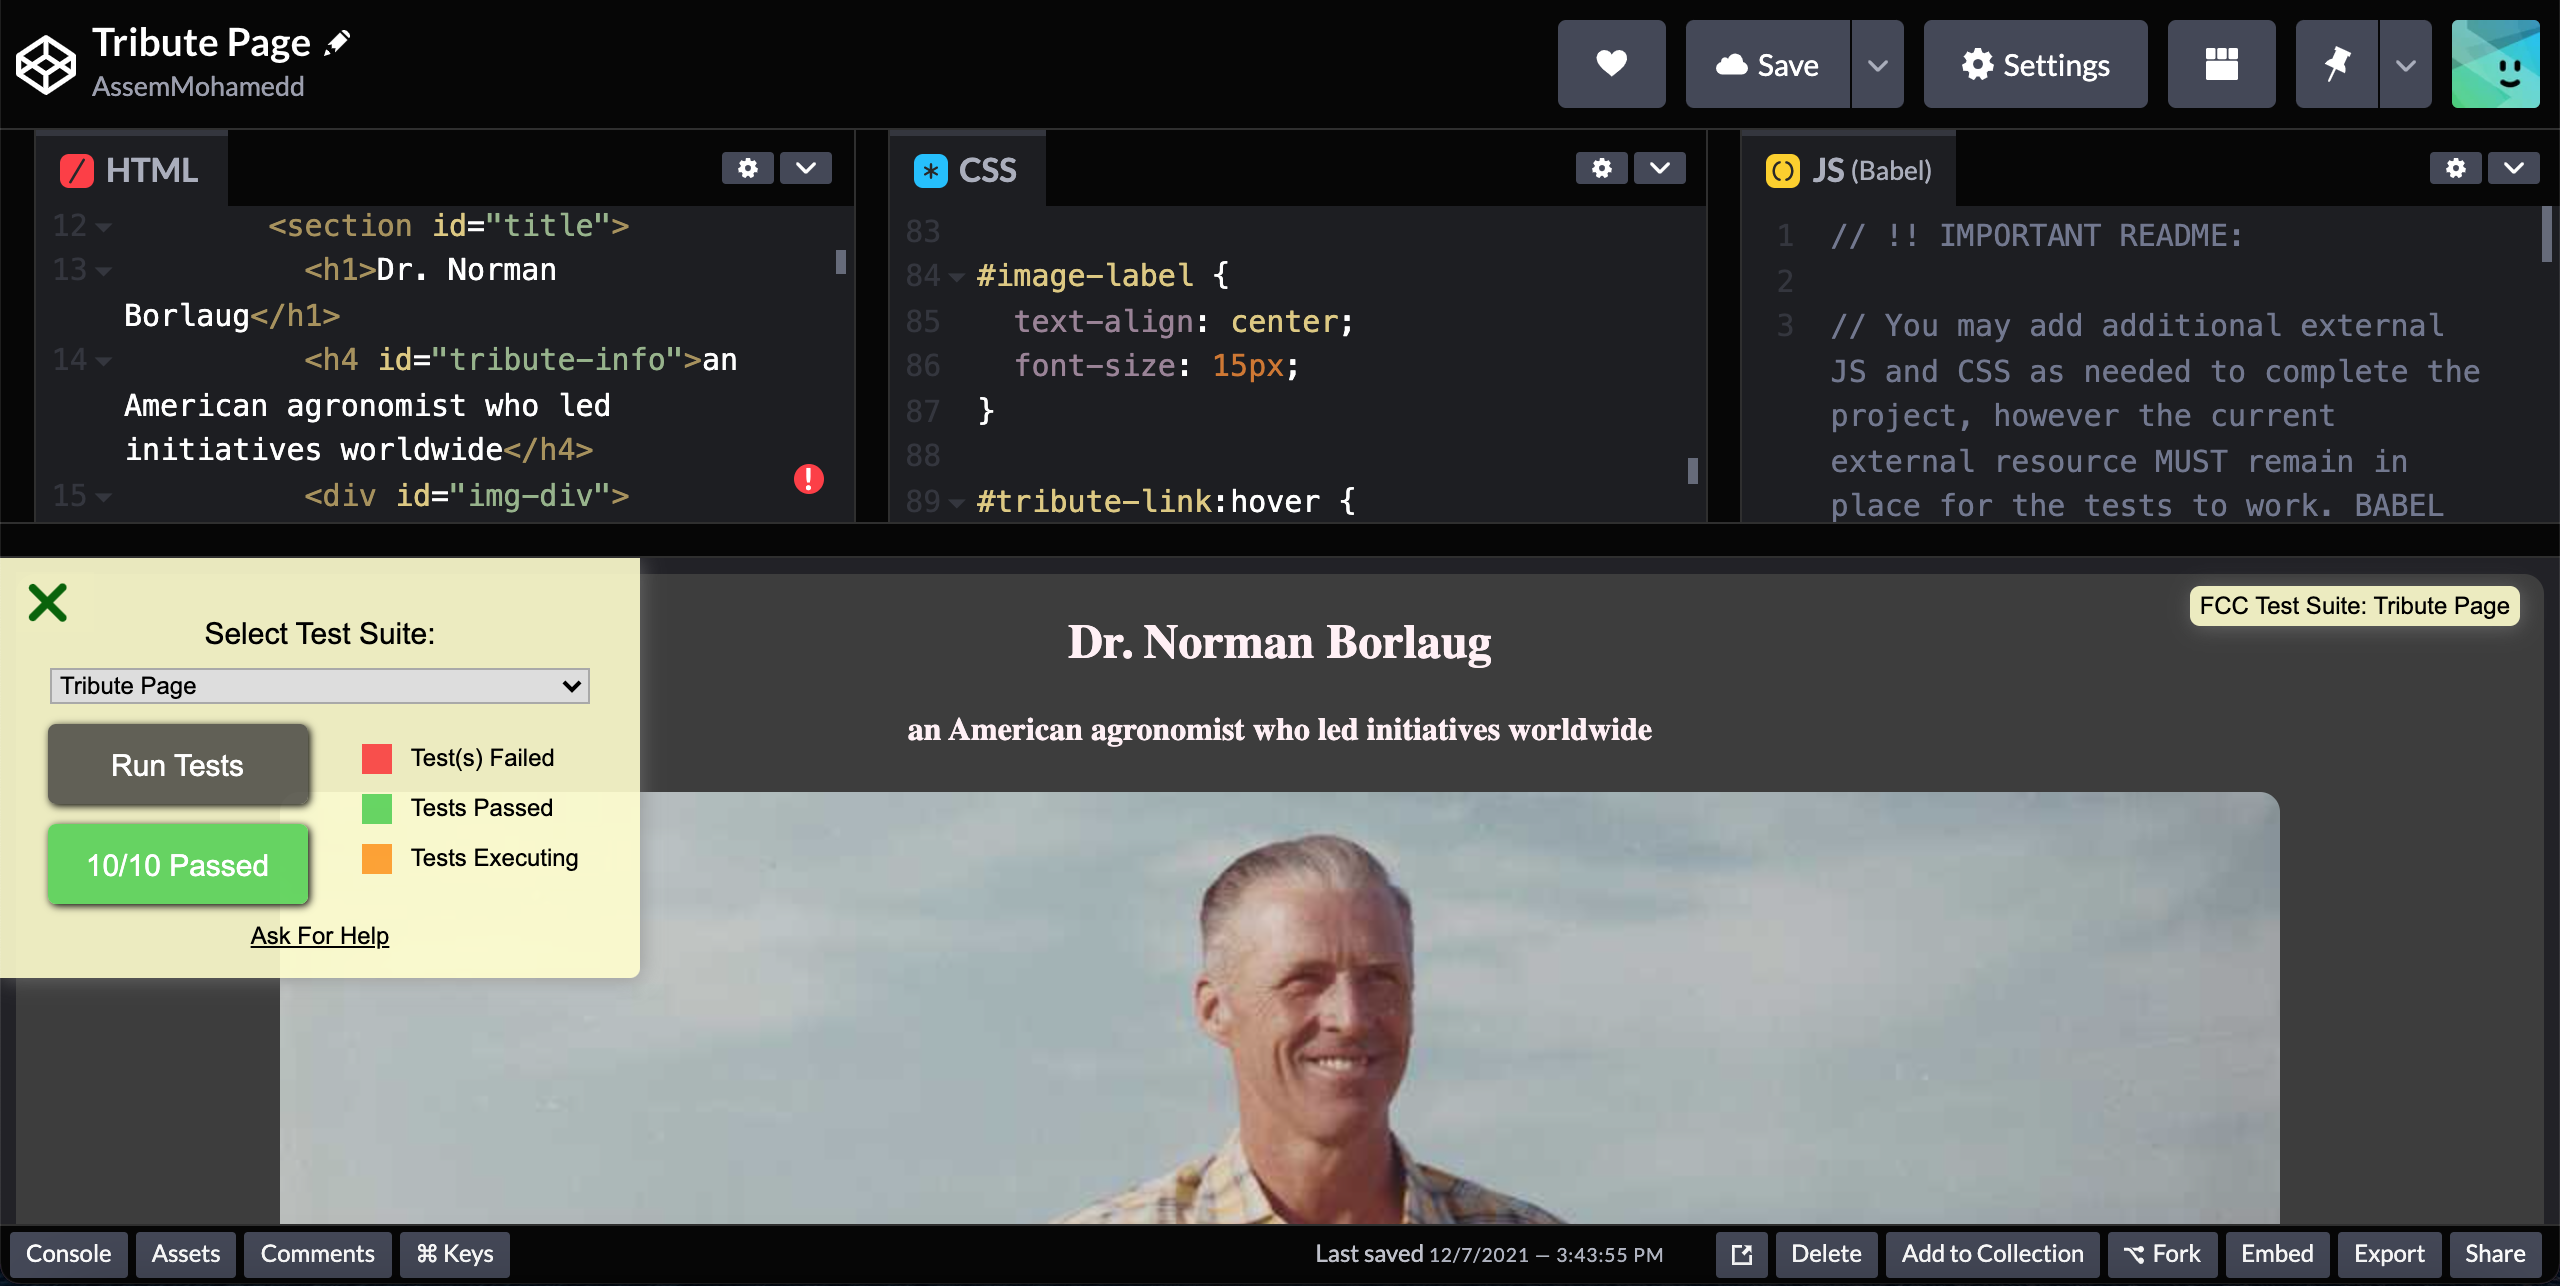 Tribute Page
AssemMohamedd
Save
Settings
HTML
12 <section id="title">
13 <h1>Dr. Norman
Borlaug</h1>
14 <h4 id="tribute-info">an
American agronomist who led
initiatives worldwide</h4>
15 <div id="img-div">
CSS
83
84 #image-label {
85 text-align: center;
86 font-size: 15px;
87 }
88
89 #tribute-link:hover {
JS (Babel)
1 // !! IMPORTANT README:
2
3 // You may add additional external
JS and CSS as needed to complete the
project, however the current
external resource MUST remain in
place for the tests to work. BABEL
Select Test Suite:
Tribute Page
Run Tests
10/10 Passed
Test(s) Failed
Tests Passed
Tests Executing
Ask For Help
Dr. Norman Borlaug
an American agronomist who led initiatives worldwide
FCC Test Suite: Tribute Page
Console
Assets
Comments
⌘ Keys
Last saved 12/7/2021 — 3:43:55 PM
Delete
Add to Collection
Fork
Embed
Export
Share